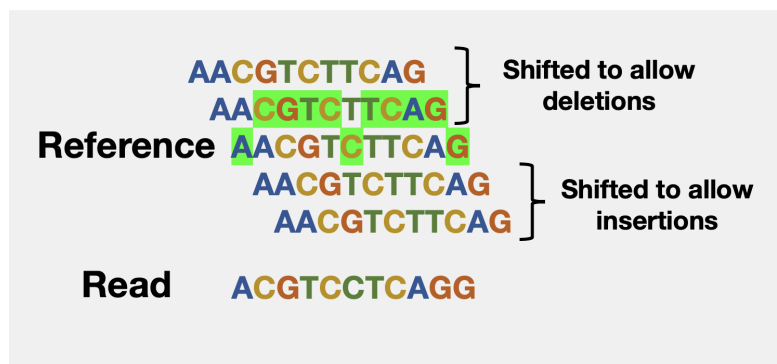 AACGTCTTCAG
Shifted to allow
deletions
AACGTCTTCAG
Reference AACGTCTTCAG
AACGTCTTCAG
Shifted to allow
insertions
AACGTCTTCAG
Read ACGTCCTCAGG